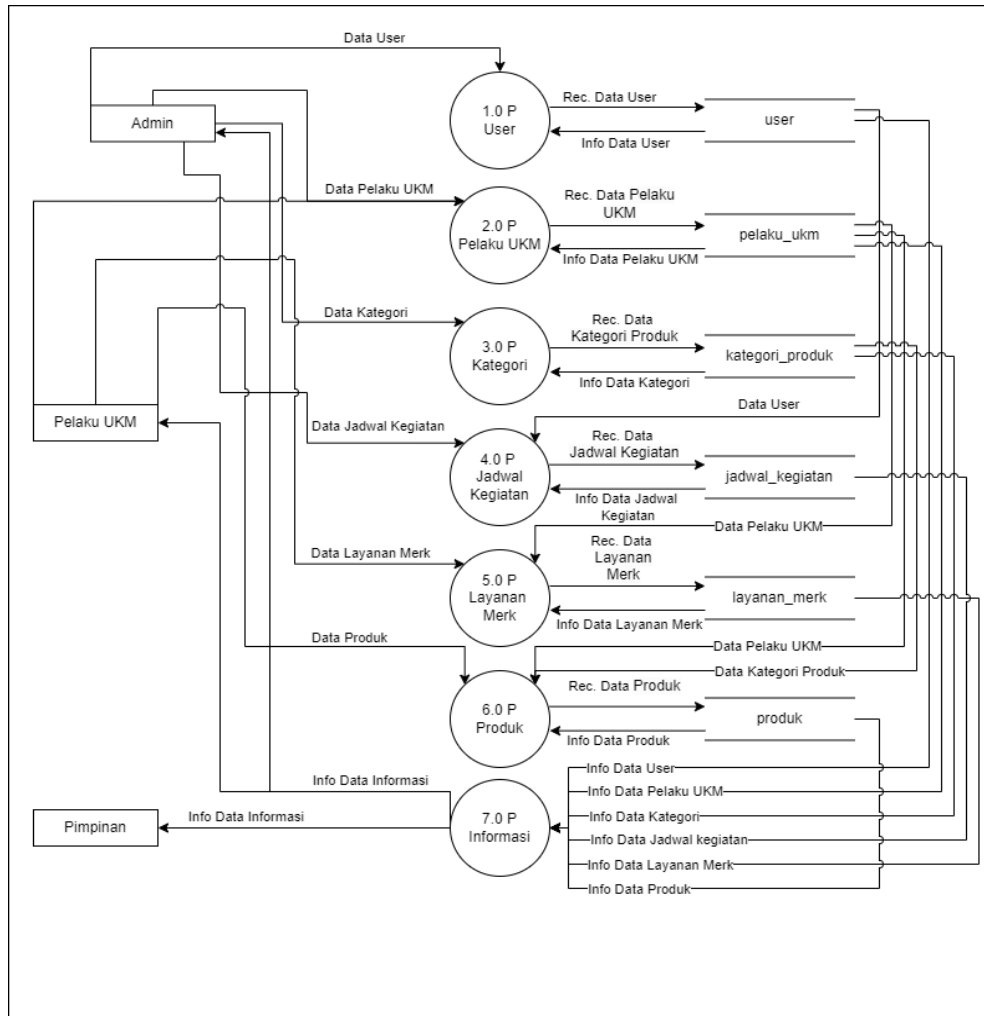 Data User
1.0 P
User
Rec. Data User
Info Data User
user
Admin
Data Pelaku UKM
2.0 P
Pelaku UKM
Rec. Data Pelaku
UKM
Info Data Pelaku UKM
pelaku_ukm
Data Kategori
3.0 P
Kategori
Rec. Data
Kategori Produk
Info Data Kategori
kategori_produk
Data User
Pelaku UKM
Data Jadwal Kegiatan
4.0 P
Jadwal
Kegiatan
Rec. Data
Jadwal Kegiatan
Info Data Jadwal
Kegiatan
jadwal_kegiatan
Data Pelaku UKM
Data Layanan Merk
5.0 P
Layanan
Merk
Rec. Data
Layanan
Merk
Info Data Layanan Merk
layanan_merk
Data Pelaku UKM
Data Kategori Produk
Data Produk
6.0 P
Produk
Rec. Data Produk
Info Data Produk
produk
Info Data Informasi
Info Data Informasi
Pimpinan
7.0 P
Informasi
Info Data User
Info Data Pelaku UKM
Info Data Kategori
Info Data Jadwal kegiatan
Info Data Layanan Merk
Info Data Produk